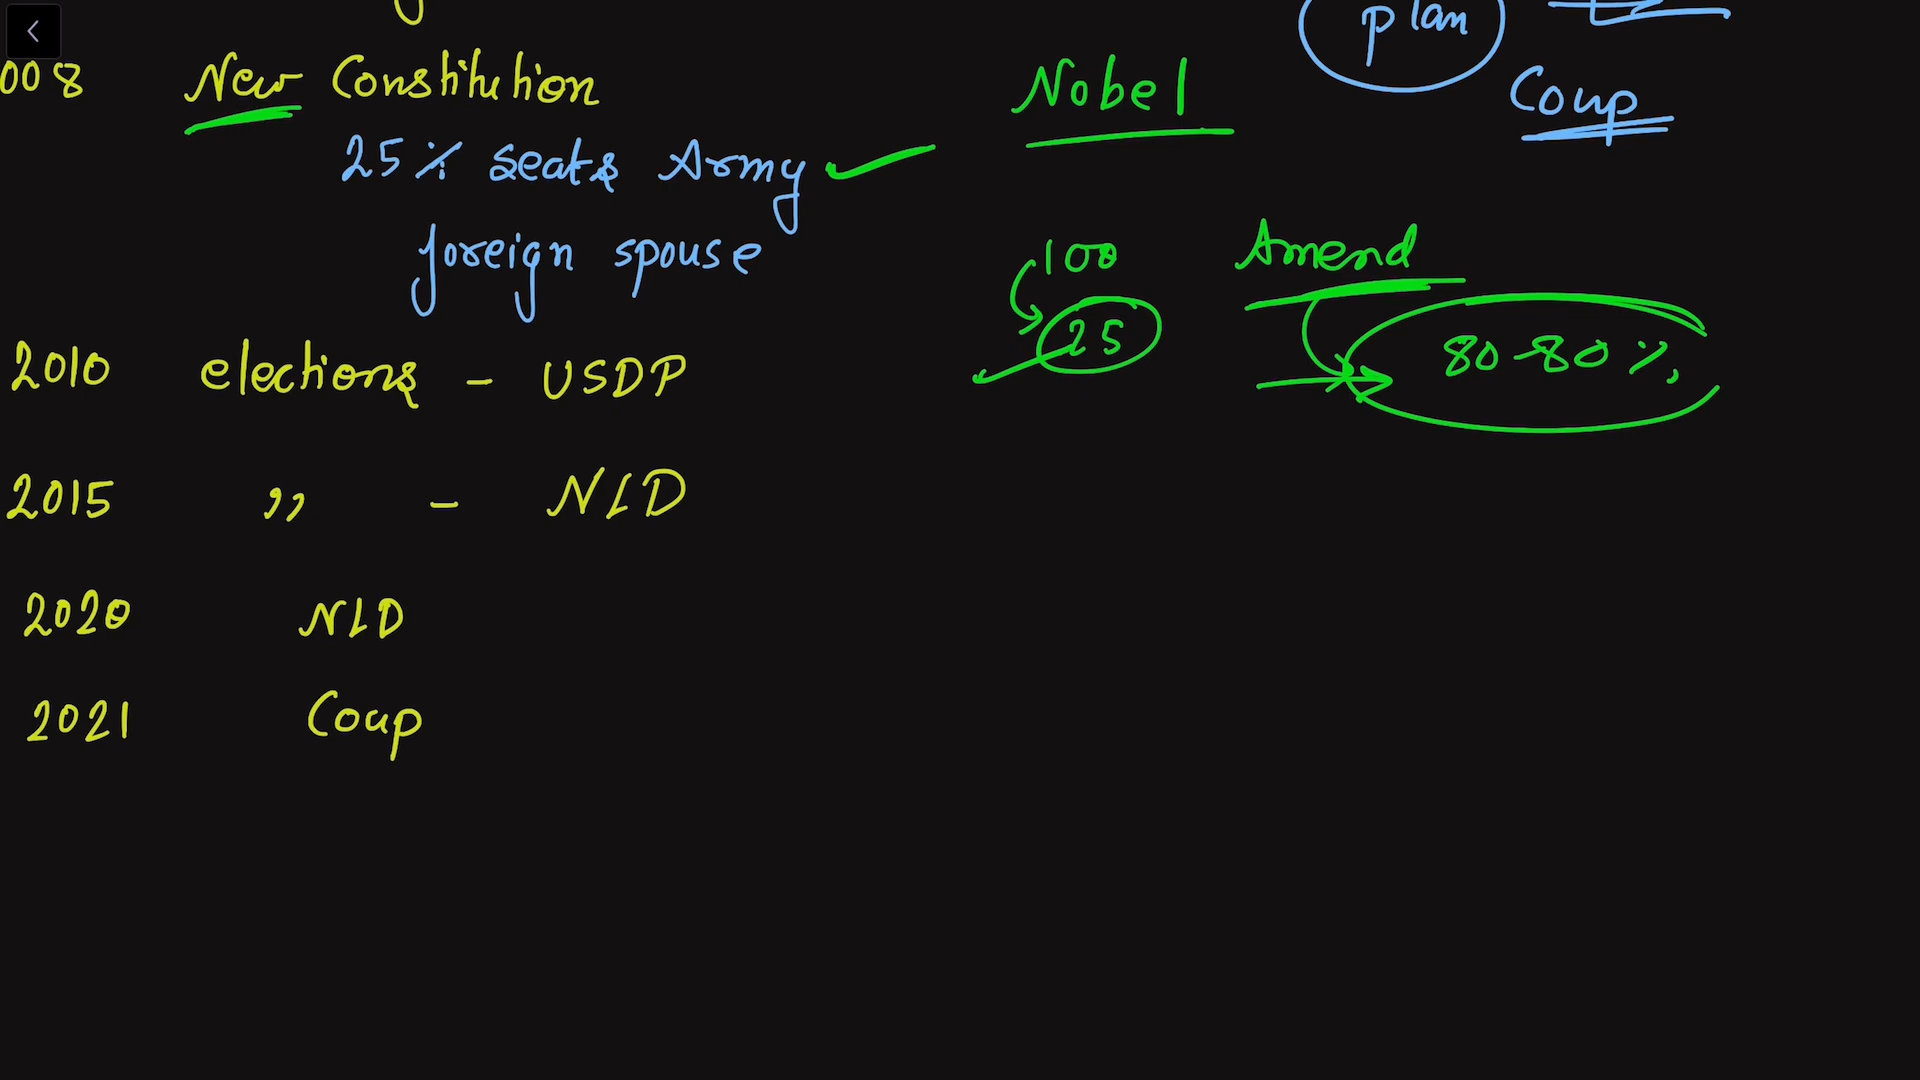 plan
008 New Constitution
Nobel
Coup
25% seats Army
foreign spouse
100
Amend
25
80-80%
2010 elections - USDP
2015 ,, - NLD
2020 NLD
2021 Coup